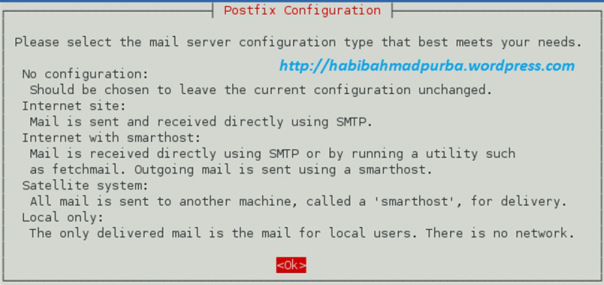 Postfix Configuration
Please select the mail server configuration type that best meets your needs.
http://habibahmadpurba.wordpress.com
No configuration:
Should be chosen to leave the current configuration unchanged.
Internet site:
Mail is sent and received directly using SMTP.
Internet with smarthost:
Mail is received directly using SMTP or by running a utility such
as fetchmail. Outgoing mail is sent using a smarthost.
Satellite system:
All mail is sent to another machine, called a 'smarthost', for delivery.
Local only:
The only delivered mail is the mail for local users. There is no network.
<Ok>